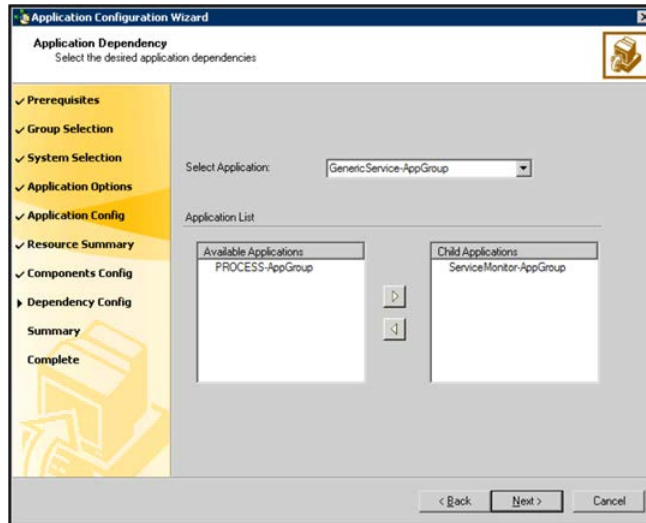 Application Configuration Wizard
Application Dependency
Select the desired application dependencies
Prerequisites
Group Selection
System Selection
Application Options
Application Config
Resource Summary
Components Config
Dependency Config
Summary
Complete
Select Application:
GenericService-AppGroup
Application List
Available Applications
PROCESS-AppGroup
Child Applications
ServiceMonitor-AppGroup
< Back
Next >
Cancel